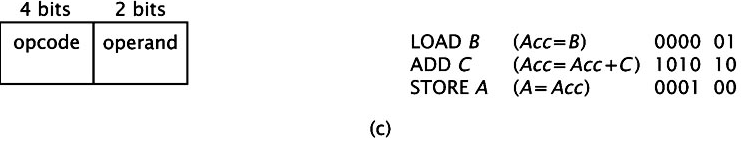 4 bits 2 bits
opcode operand
LOAD B (Acc=B) 0000 01
ADD C (Acc=Acc+C) 1010 10
STORE A (A=Acc) 0001 00
(c)